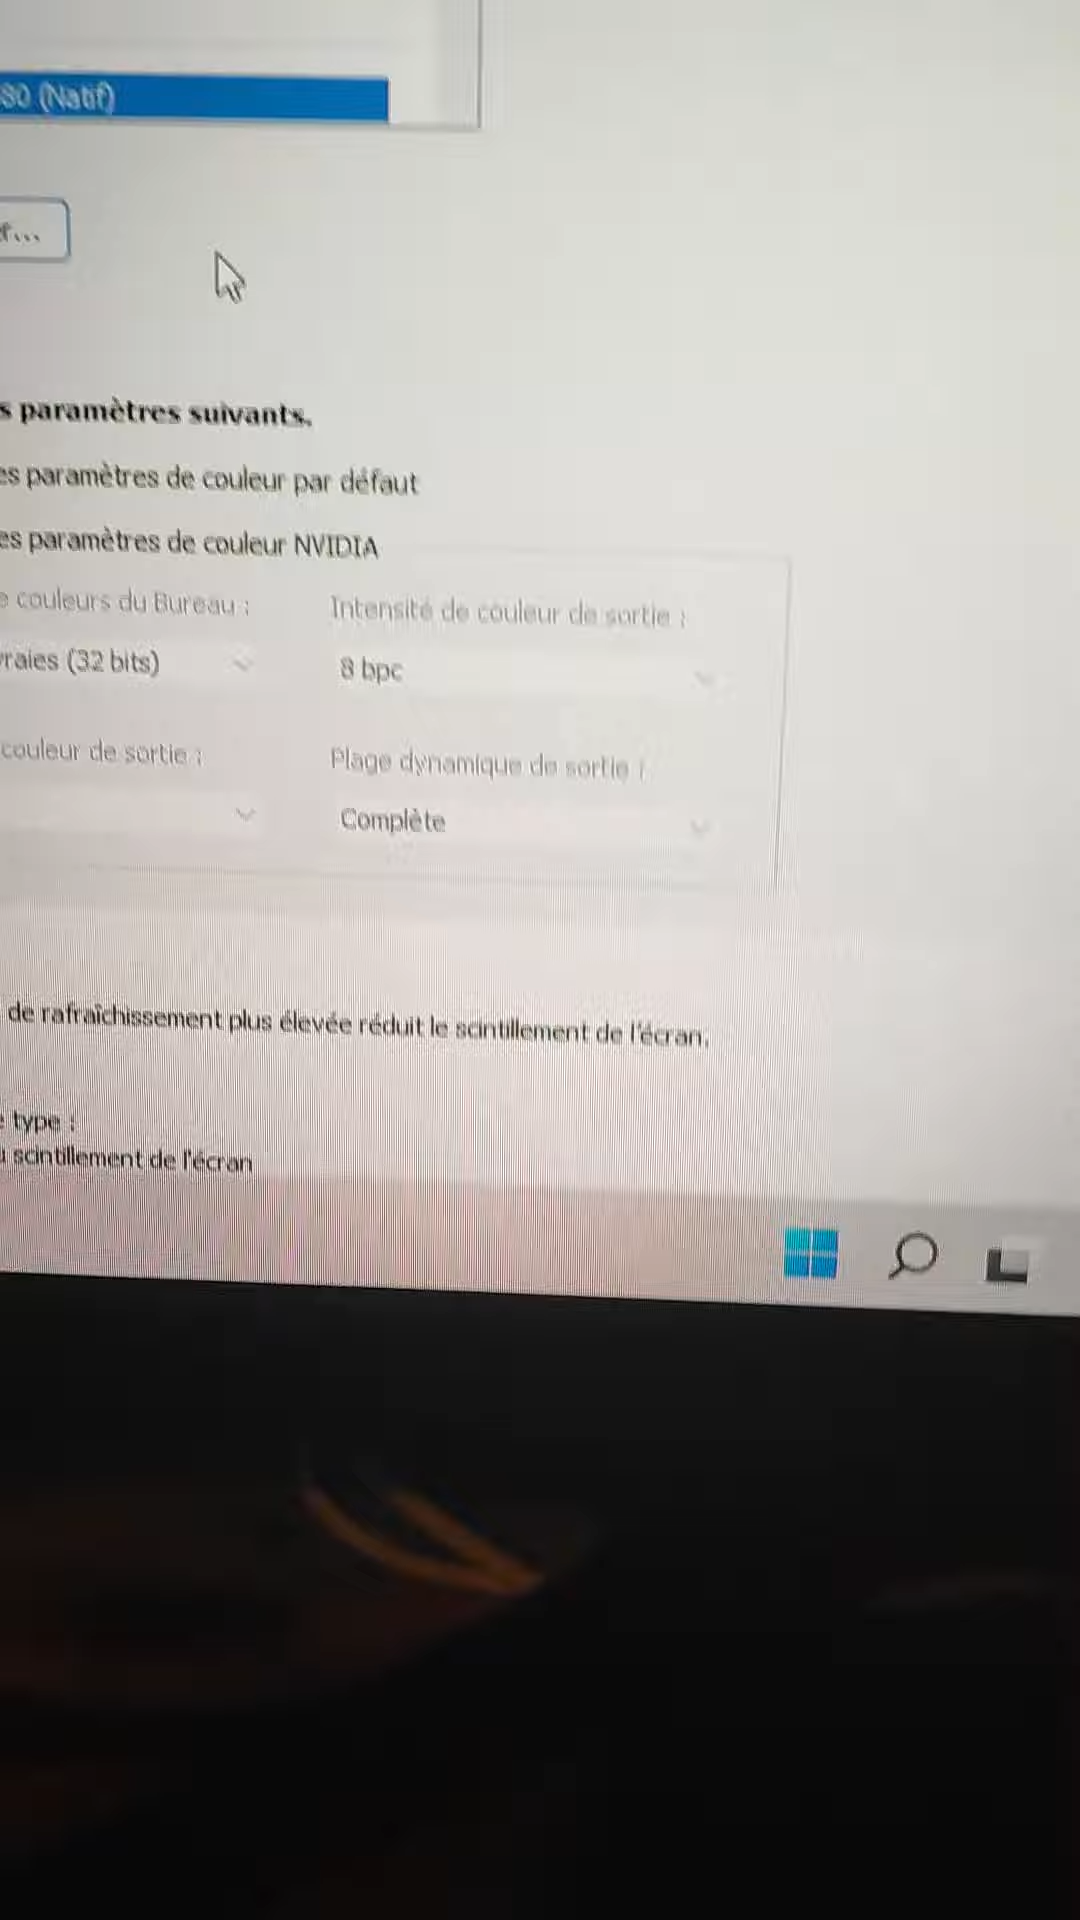 80 (Natif)
r...
s paramètres suivants.
es paramètres de couleur par défaut
es paramètres de couleur NVIDIA
e couleurs du Bureau :
Intensité de couleur de sortie :
vraies (32 bits)
8 bpc
couleur de sortie :
Plage dynamique de sortie :
Complète
de rafraîchissement plus élevée réduit le scintillement de l'écran.
e type :
u scintillement de l'écran